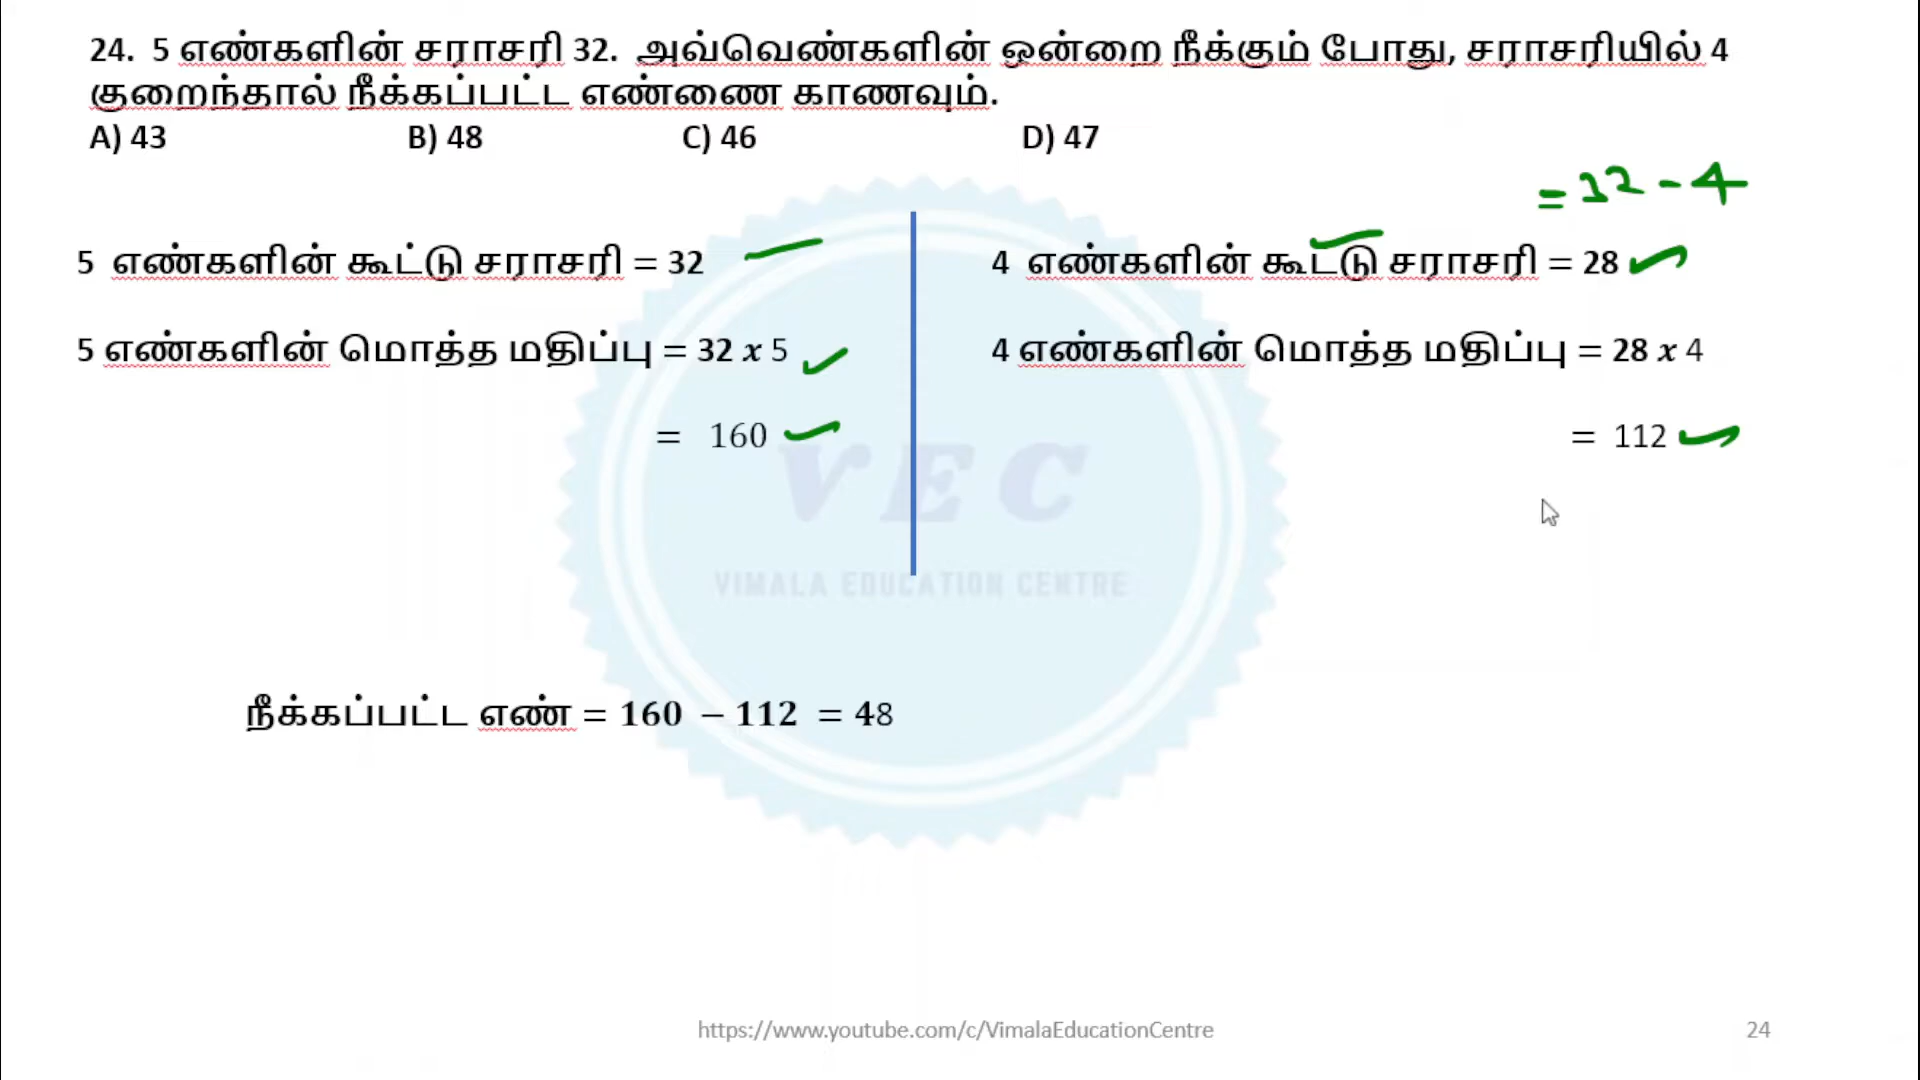 24. 5 எண்களின் சராசரி 32. அவ்வெண்களின் ஒன்றை நீக்கும் போது, சராசரியில் 4
குறைந்தால் நீக்கப்பட்ட எண்ணை காணவும்.
A) 43 B) 48 C) 46 D) 47
= 32 - 4
5 எண்களின் கூட்டு சராசரி = 32
4 எண்களின் கூட்டு சராசரி = 28
5 எண்களின் மொத்த மதிப்பு = 32 x 5
4 எண்களின் மொத்த மதிப்பு = 28 x 4
= 160
= 112
VEC
VIMALA EDUCATION CENTRE
நீக்கப்பட்ட எண் = 160 − 112 = 48
https://www.youtube.com/c/VimalaEducationCentre
24